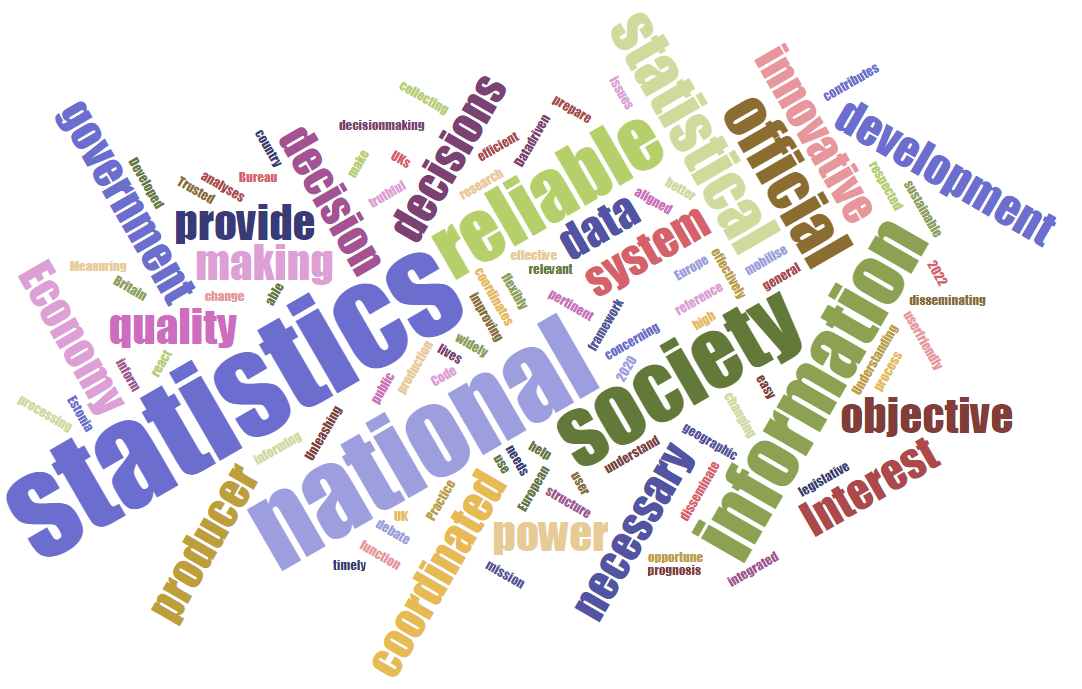 statistics
national
society
reliable
information
statistical
official
innovative
development
contributes
government
Developed
Trusted
analyses
Bureau
country
decision
make
UKs
truthful
decisionmaking
collecting
decisions
efficient
Datadriven
prepare
research
issues
provide
making
Measuring
Britain
change
able
Economy
quality
inform
react
processing
Estonia
effective
relevant
data
system
aligned
better
Europe
effectively
mobilise
general
reference
high
respected
sustainable
2022
disseminating
userfriendly
Understanding
process
coordinates
flexibly
improving
widely
lives
Code
production
public
pertinent
framework
concerning
2020
easy
changing
objective
Interest
legislative
geographic
disseminate
understand
necessary
Informing
Unleashing
producer
Practice
UK
debate
function
timely
coordinated
use
needs
help
European
user
structure
power
mission
opportune
prognosis
integrated